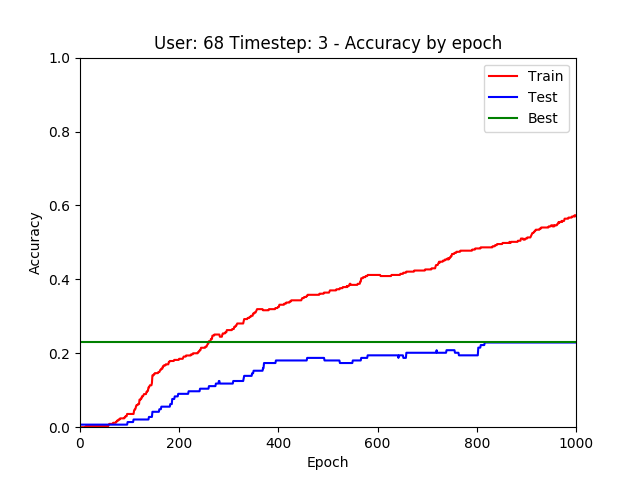 User: 68 Timestep: 3 - Accuracy by epoch
1.0
0.8
0.6
0.4
0.2
0.0
Accuracy
Train
Test
Best
0 200 400 600 800 1000
Epoch